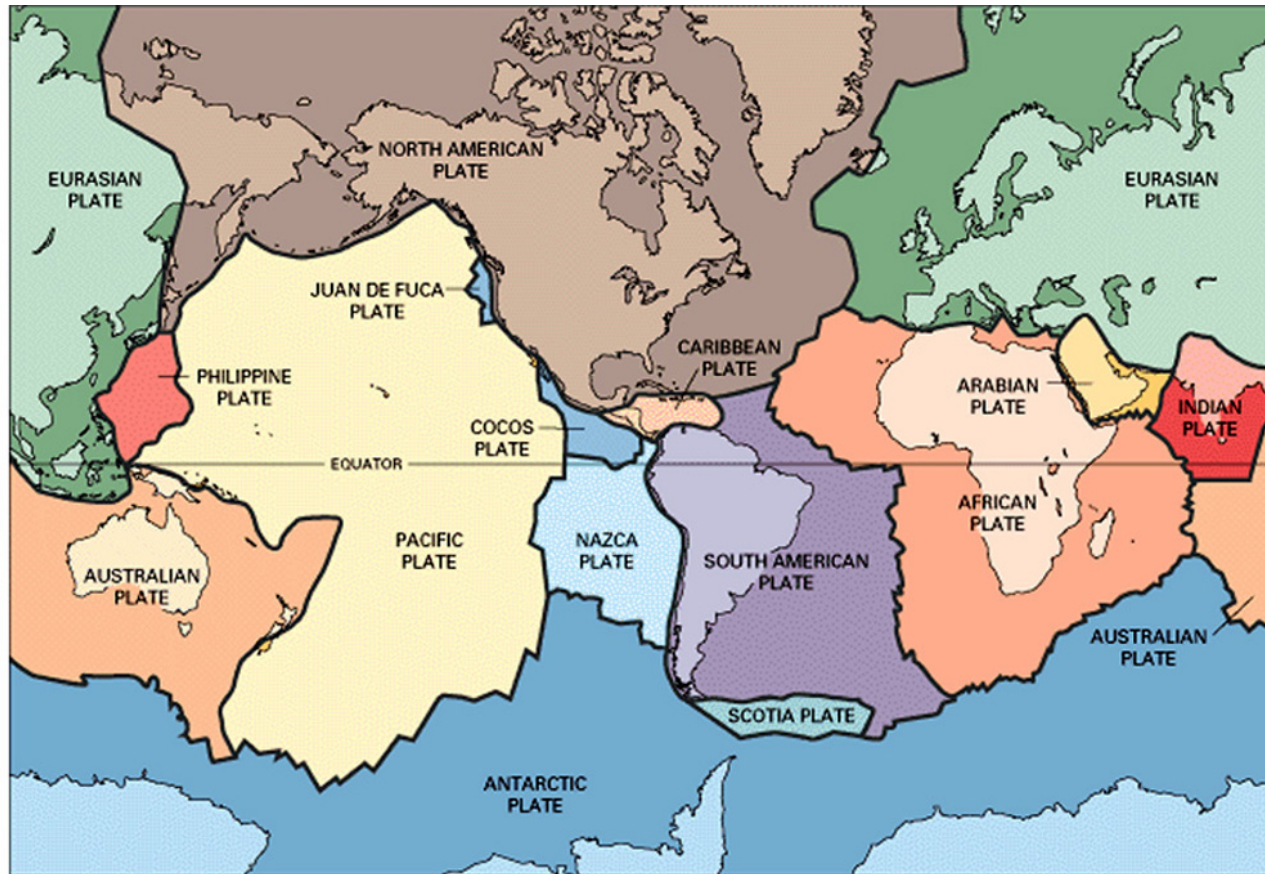 NORTH AMERICAN
PLATE
EURASIAN
PLATE
EURASIAN
PLATE
JUAN DE FUCA
PLATE
CARIBBEAN
PLATE
PHILIPPINE
PLATE
ARABIAN
PLATE
INDIAN
PLATE
COCOS
PLATE
EQUATOR
AFRICAN
PLATE
PACIFIC
PLATE
NAZCA
PLATE
SOUTH AMERICAN
PLATE
AUSTRALIAN
PLATE
AUSTRALIAN
PLATE
SCOTIA PLATE
ANTARCTIC
PLATE